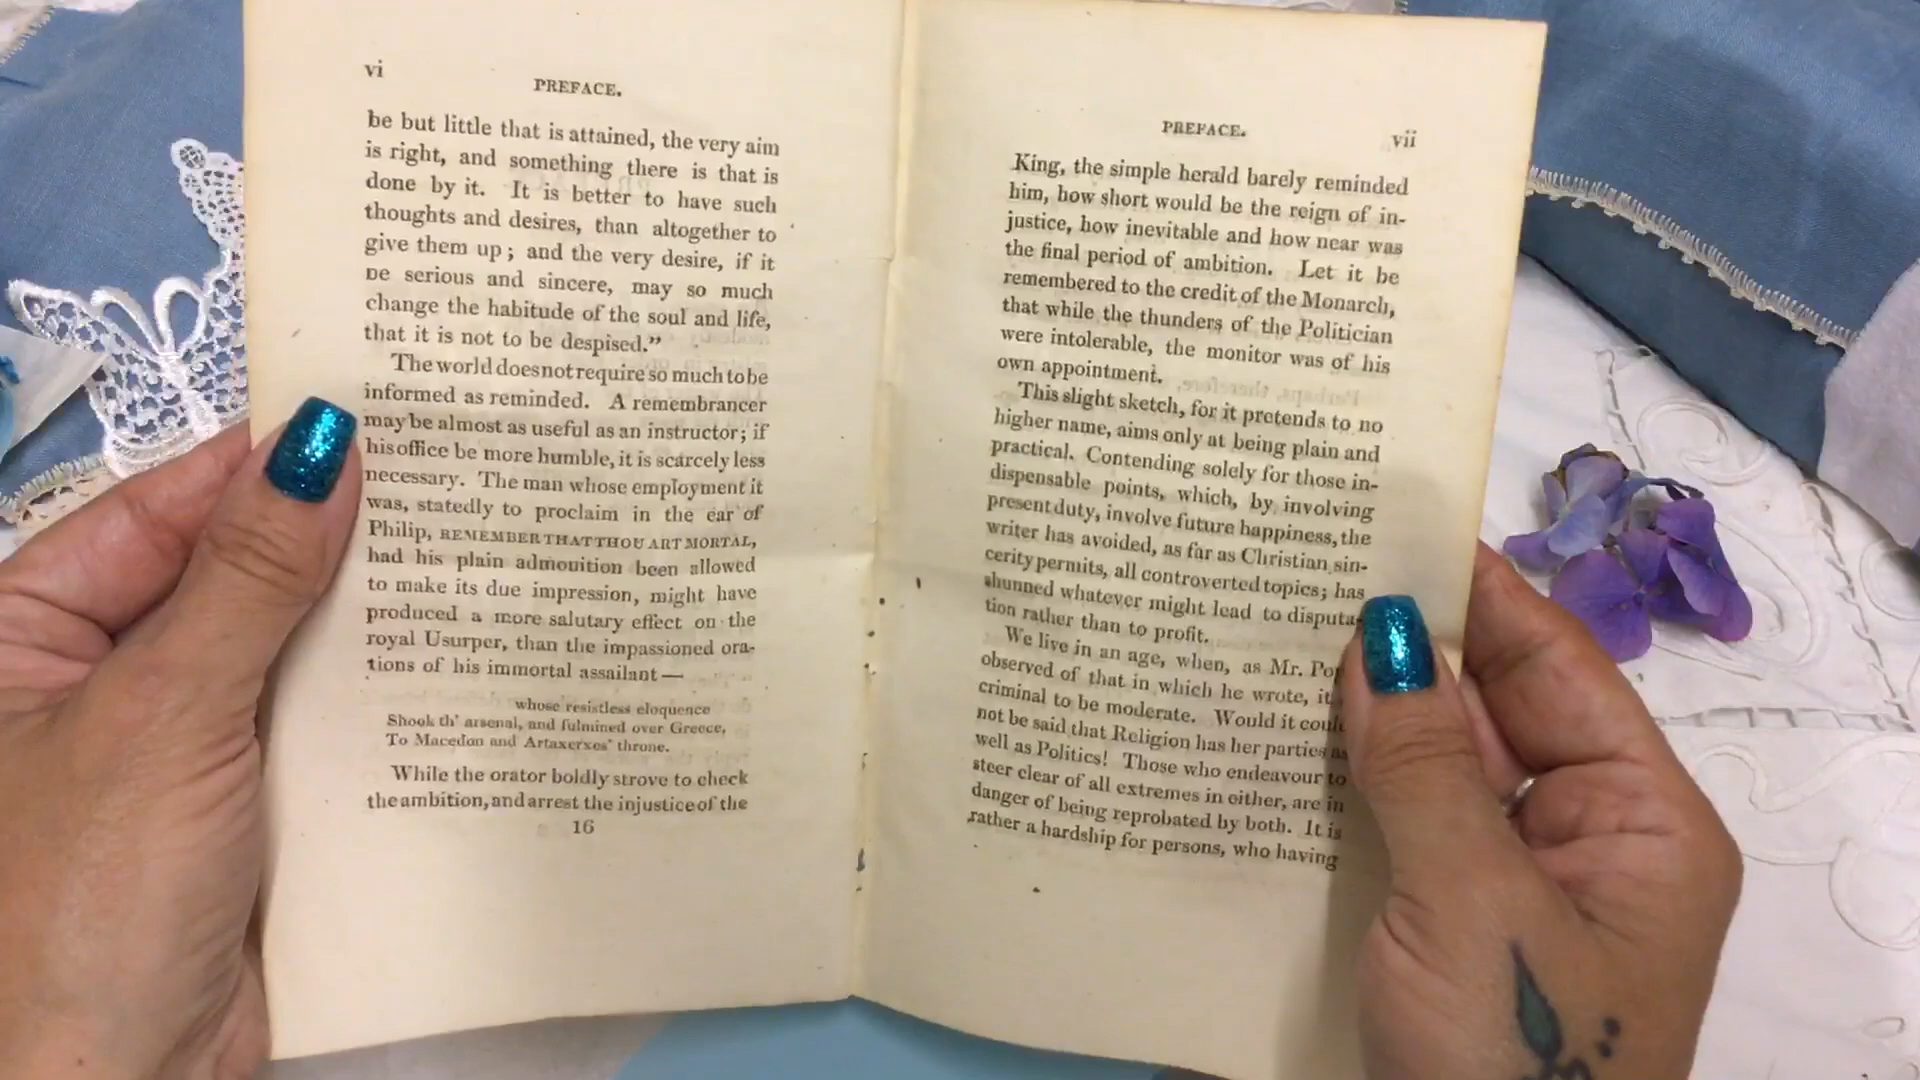 vi
PREFACE.
be but little that is attained, the very aim
is right, and something there is that is
done by it. It is better to have such
thoughts and desires, than altogether to
give them up; and the very desire, if it
be serious and sincere, may so much
change the habitude of the soul and life,
that it is not to be despised."
The world does not require so much to be
informed as reminded. A remembrancer
may be almost as useful as an instructor; if
his office be more humble, it is scarcely less
necessary. The man whose employment it
was, statedly to proclaim in the ear of
Philip, REMEMBER THAT THOU ART MORTAL,
had his plain admonition been allowed
to make its due impression, might have
produced a more salutary effect on the
royal Usurper, than the impassioned ora-
tions of his immortal assailant—
whose resistless eloquence
Shook th' arsenal, and fulmined over Greece,
To Macedon and Artaxerxes' throne.
While the orator boldly strove to check
the ambition, and arrest the injustice of the
16
PREFACE.
vii
King, the simple herald barely reminded
him, how short would be the reign of in-
justice, how inevitable and how near was
the final period of ambition. Let it be
remembered to the credit of the Monarch,
that while the thunders of the Politician
were intolerable, the monitor was of his
own appointment.
This slight sketch, for it pretends to no
higher name, aims only at being plain and
practical. Contending solely for those in-
dispensable points, which, by involving
present duty, involve future happiness, the
writer has avoided, as far as Christian sin-
cerity permits, all controverted topics; has
shunned whatever might lead to disputa-
tion rather than to profit.
We live in an age, when, as Mr. Po
observed of that in which he wrote, it
criminal to be moderate. Would it could
not be said that Religion has her parties as
well as Politics! Those who endeavour to
steer clear of all extremes in either, are in
danger of being reprobated by both. It is
rather a hardship for persons, who having